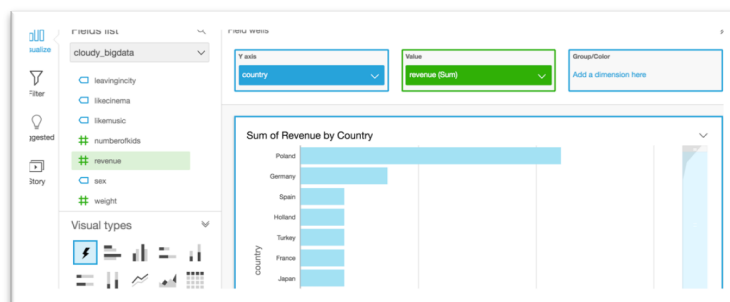 Fields list
Field wells
sualize
cloudy_bigdata
Y axis
Value
Group/Color
country
revenue (Sum)
Add a dimension here
leavingincity
Filter
likecinema
likemusic
numberofkids
ggested
revenue
Story
sex
weight
Visual types
Sum of Revenue by Country
Poland
Germany
Spain
Holland
Turkey
France
Japan
country